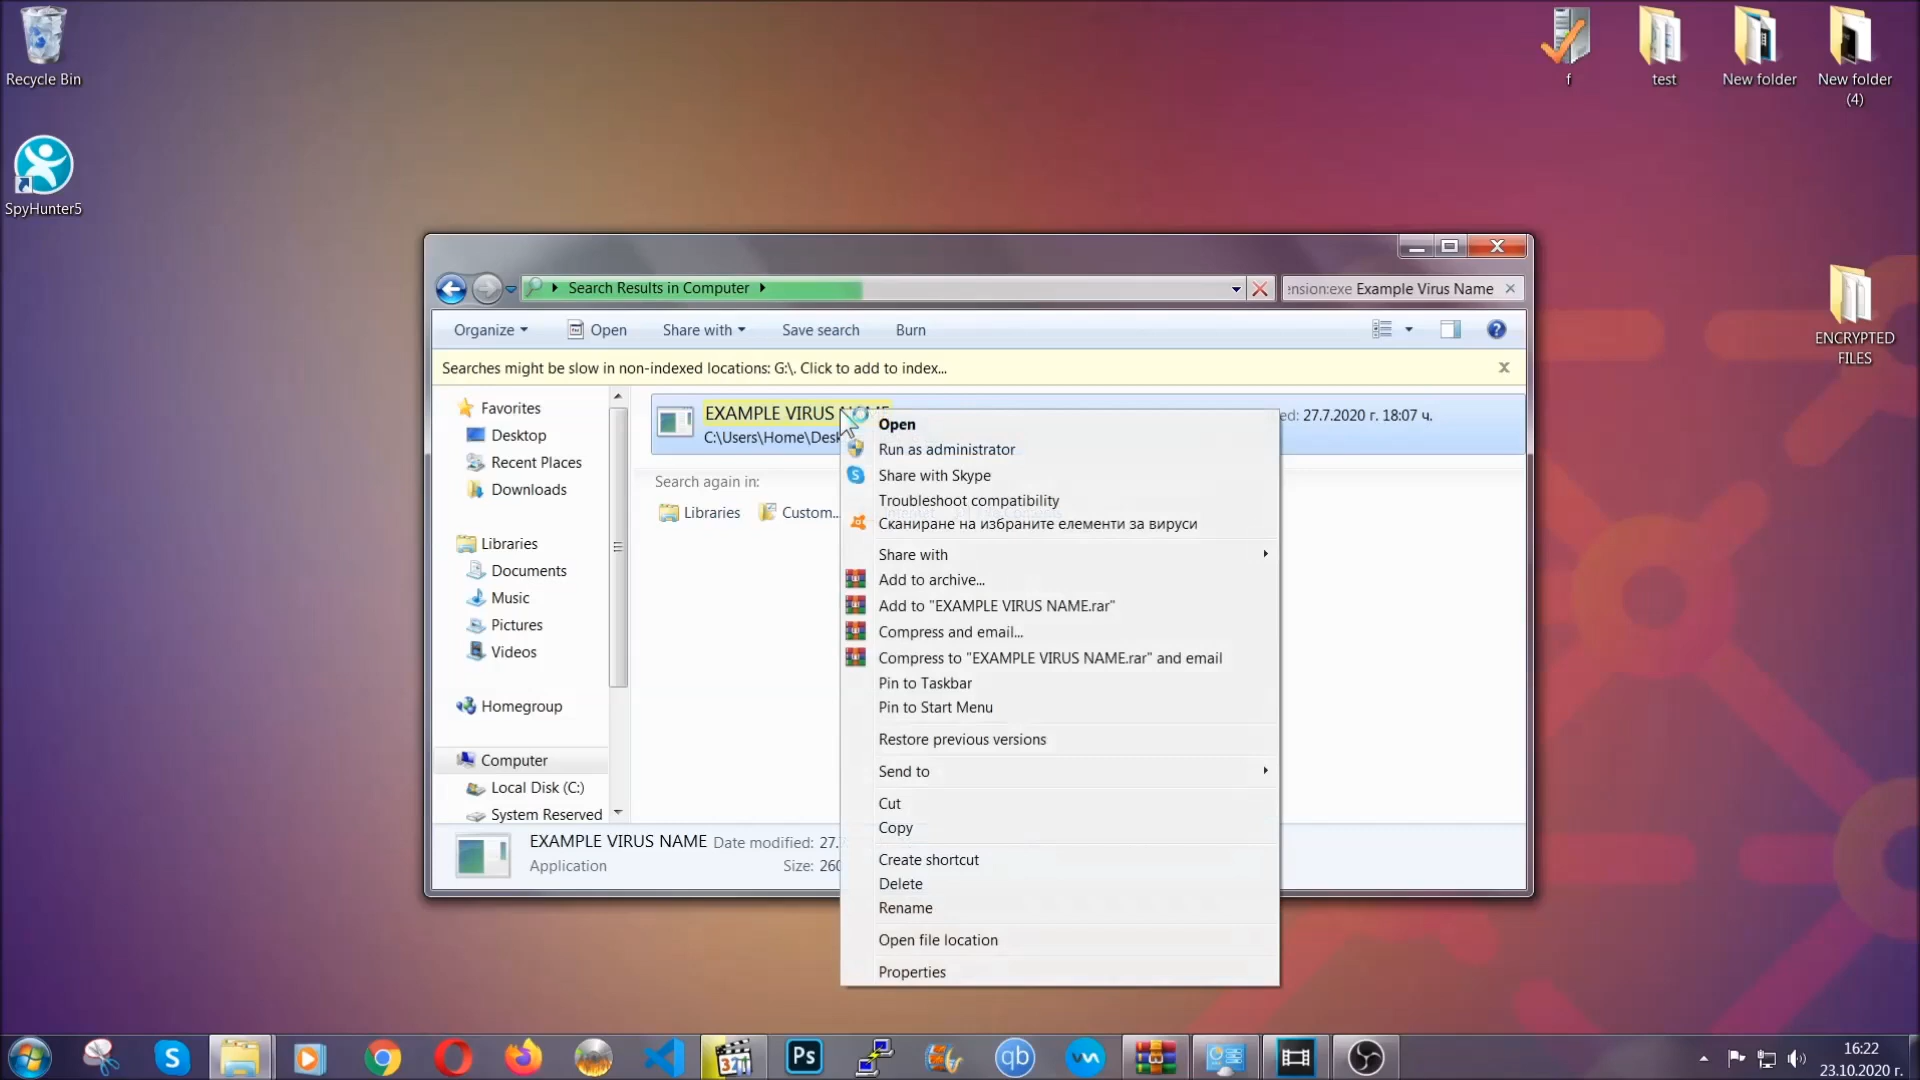 Recycle Bin
SpyHunter5
f
test
New folder
New folder
(4)
ENCRYPTED
FILES
Search Results in Computer
ension:exe Example Virus Name
Organize
Open
Share with
Save search
Burn
Searches might be slow in non-indexed locations: G:\. Click to add to index...
Favorites
Desktop
Recent Places
Downloads
Libraries
Documents
Music
Pictures
Videos
Homegroup
Computer
Local Disk (C:)
System Reserved
EXAMPLE VIRUS NAME
C:\Users\Home\Desk
ed: 27.7.2020 г. 18:07 ч.
Search again in:
Libraries
Custom...
Open
Run as administrator
Share with Skype
Troubleshoot compatibility
Сканиране на избраните елементи за вируси
Share with
Add to archive...
Add to "EXAMPLE VIRUS NAME.rar"
Compress and email...
Compress to "EXAMPLE VIRUS NAME.rar" and email
Pin to Taskbar
Pin to Start Menu
Restore previous versions
Send to
Cut
Copy
Create shortcut
Delete
Rename
Open file location
Properties
EXAMPLE VIRUS NAME Date modified: 27.
Application Size: 260
S
321
Ps
qb
16:22
23.10.2020 г.